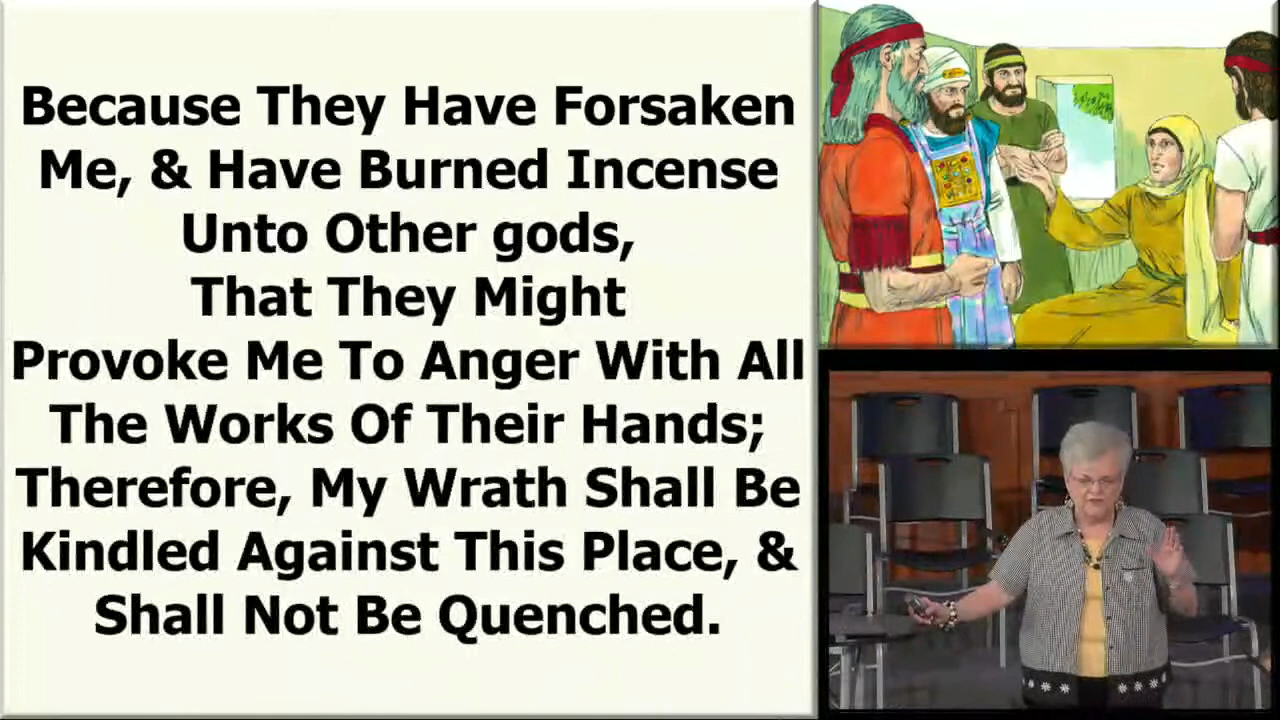 Because They Have Forsaken
Me, & Have Burned Incense
Unto Other gods,
That They Might
Provoke Me To Anger With All
The Works Of Their Hands;
Therefore, My Wrath Shall Be
Kindled Against This Place, &
Shall Not Be Quenched.